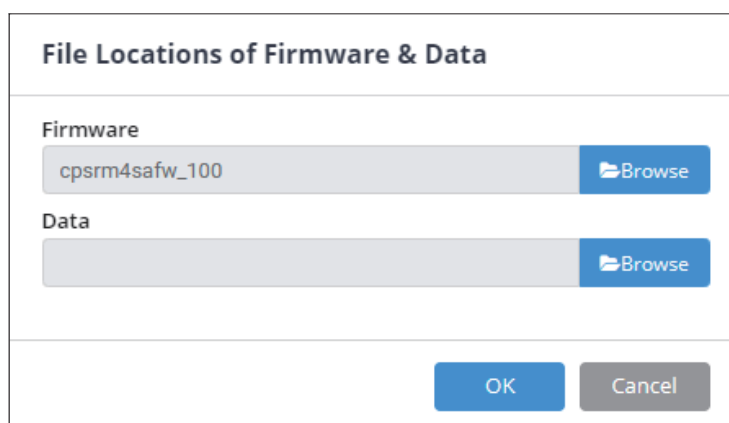 File Locations of Firmware & Data
Firmware
cpsrm4safw_100
Browse
Data
Browse
OK
Cancel